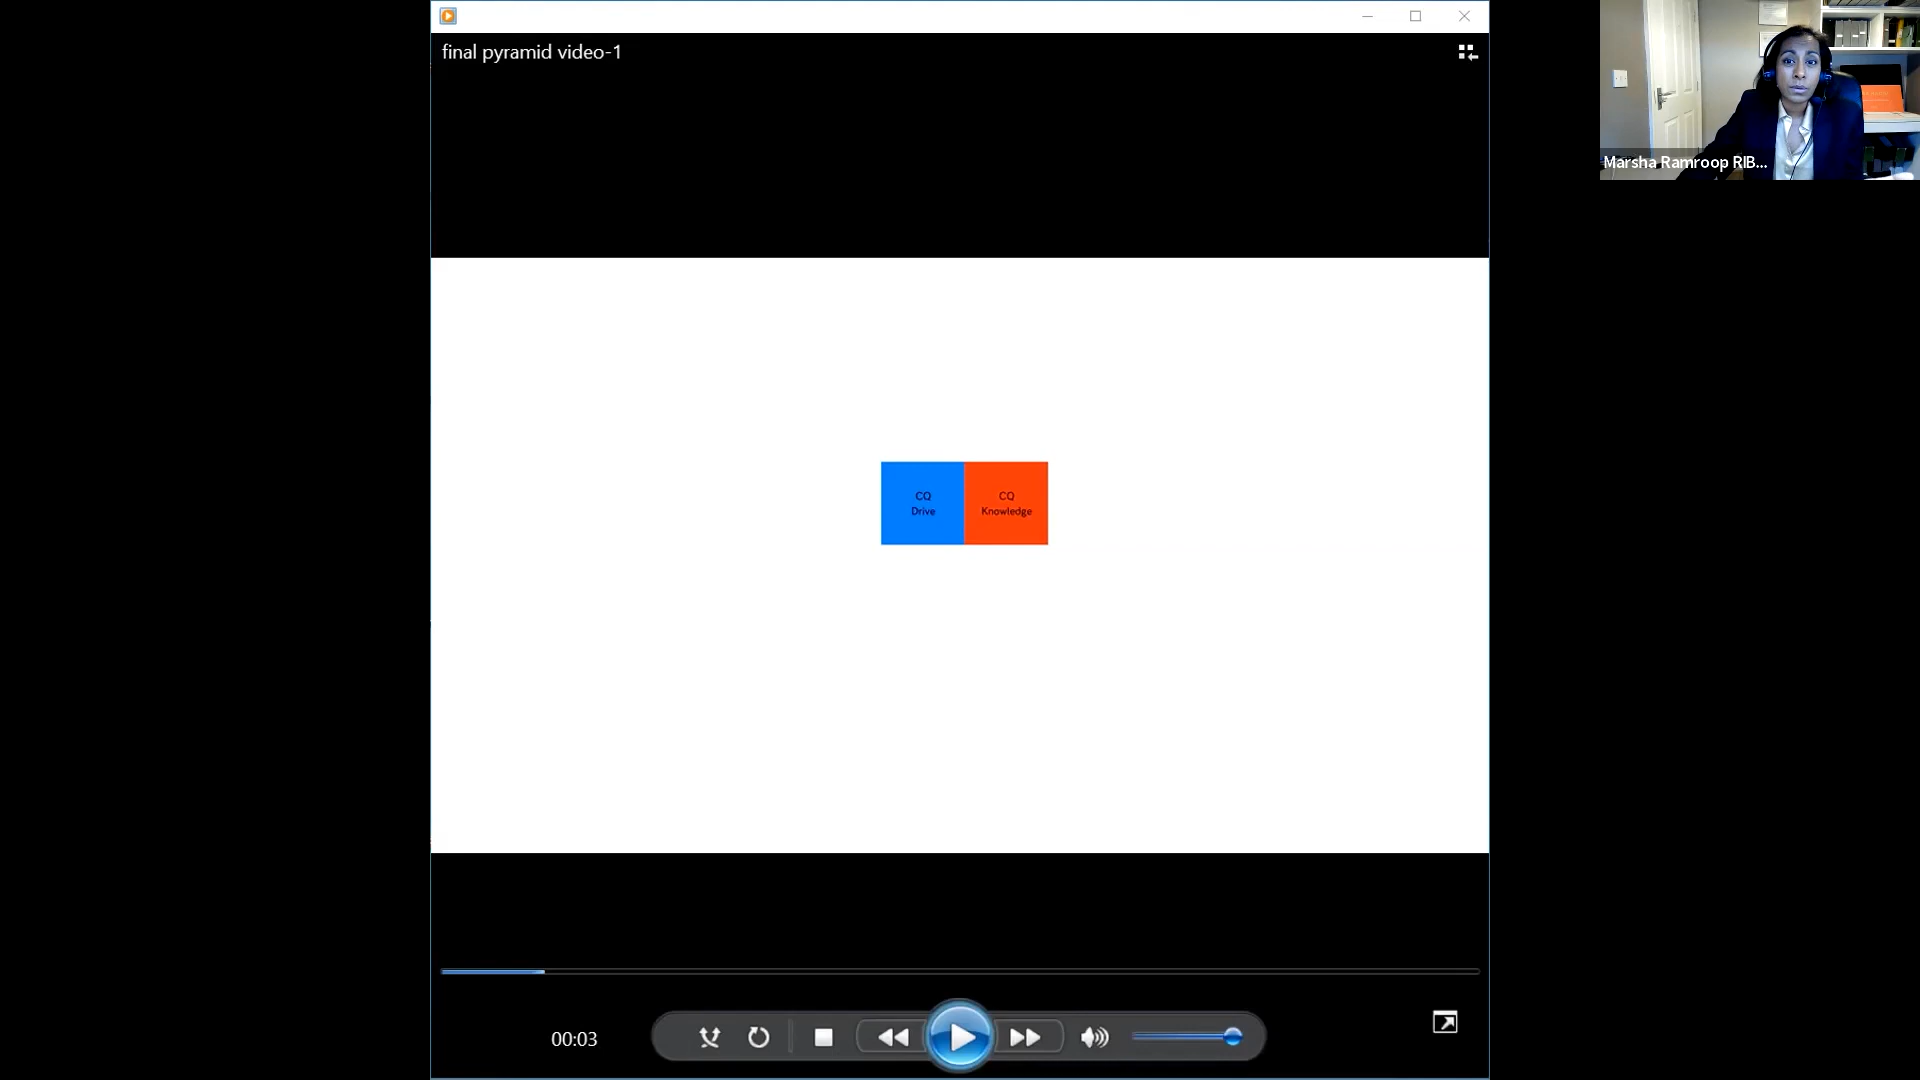 final pyramid video-1
Marsha Ramroop RIB...
CQ
Drive
CQ
Knowledge
00:03